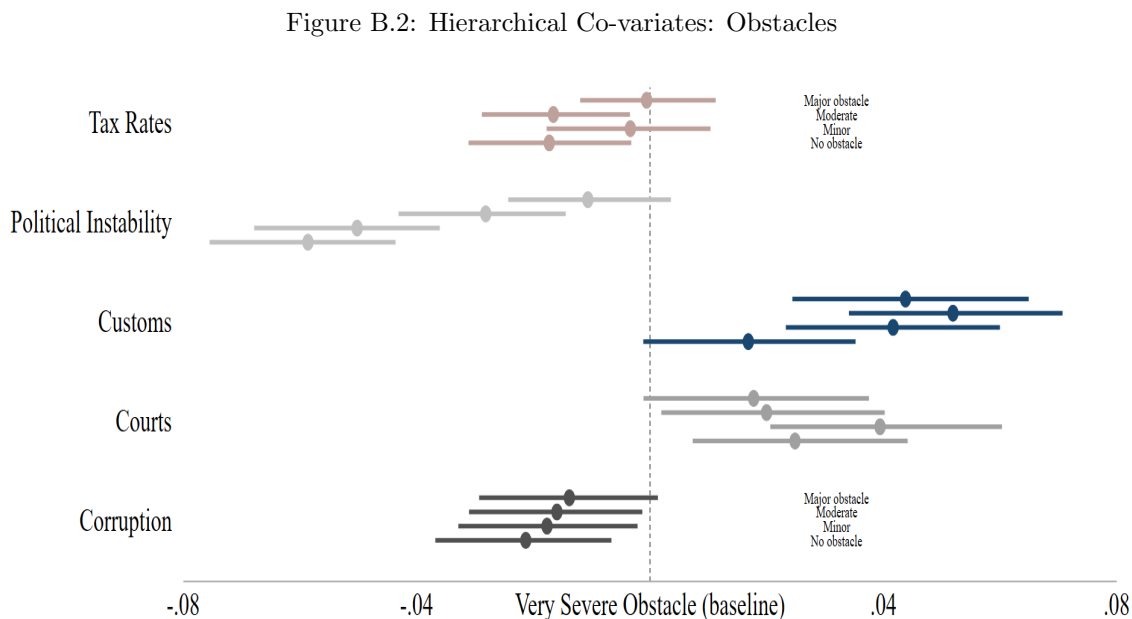 Figure B.2: Hierarchical Co-variates: Obstacles
Tax Rates
Major obstacle
Moderate
Minor
No obstacle
Political Instability
Customs
Courts
Corruption
Major obstacle
Moderate
Minor
No obstacle
-.08
-.04
Very Severe Obstacle (baseline)
.04
.08